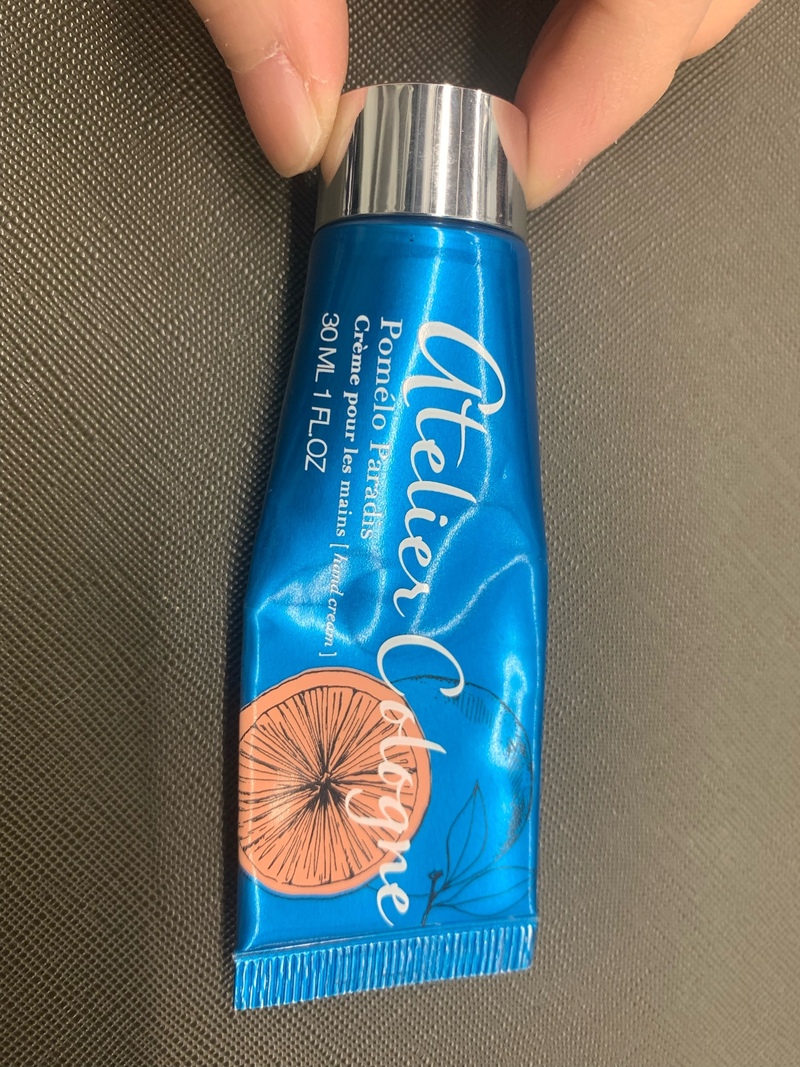 Atelier Cologne
Pomélo Paradis
Crème pour les mains [ hand cream ]
30 ML 1 FL.OZ